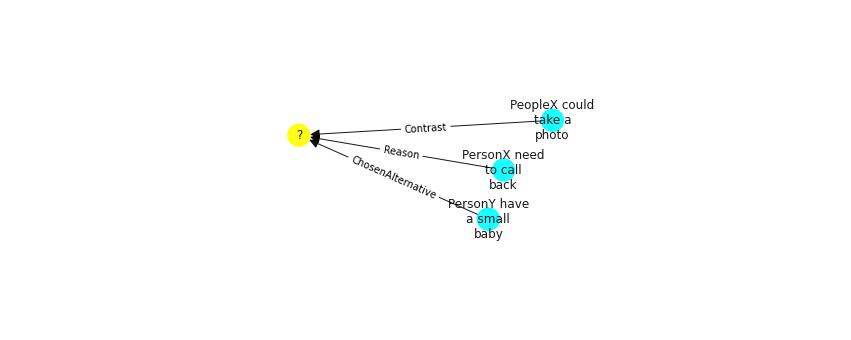 PeopleX could
take a
photo
?
Contrast
Reason
PersonX need
to call
back
ChosenAlternative
PersonY have
a small
baby